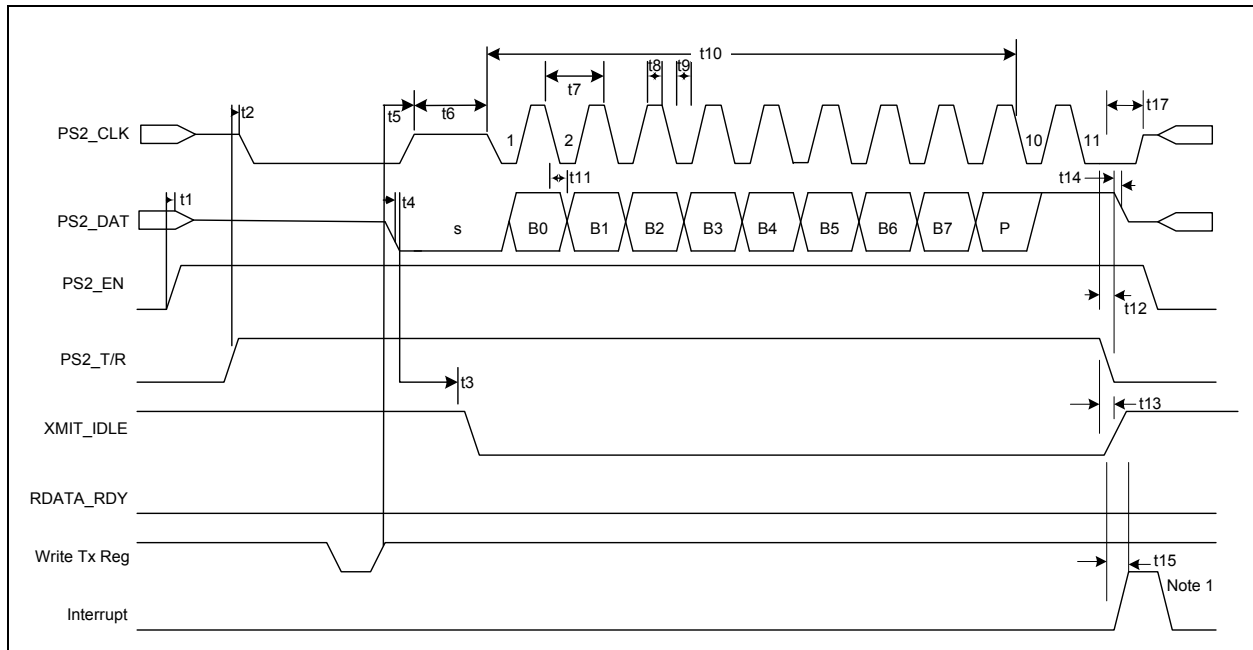 t10
t8 t9
t2 t5 t6 t7 t17
PS2_CLK 1 2 10 11
t11 t14
t1 t4
PS2_DAT s B0 B1 B2 B3 B4 B5 B6 B7 P
PS2_EN
t12
PS2_T/R
t3
t13
XMIT_IDLE
RDATA_RDY
Write Tx Reg
t15
Note 1
Interrupt